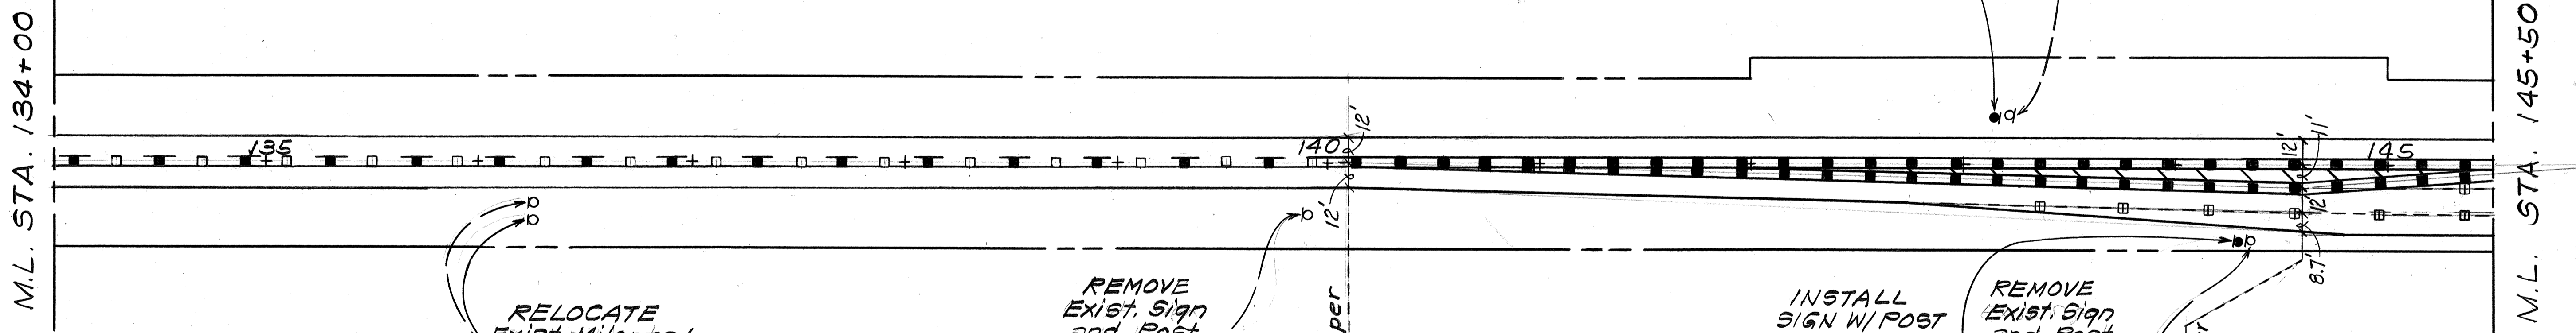 M.L. STA. 134+00
135
140
12'
12'
12'
11'
145
12'
8.7'
M.L. STA. 145+50
RELOCATE
REMOVE
Exist. Sign
and Post
per
INSTALL
SIGN W/ POST
REMOVE
Exist. Sign
and Post